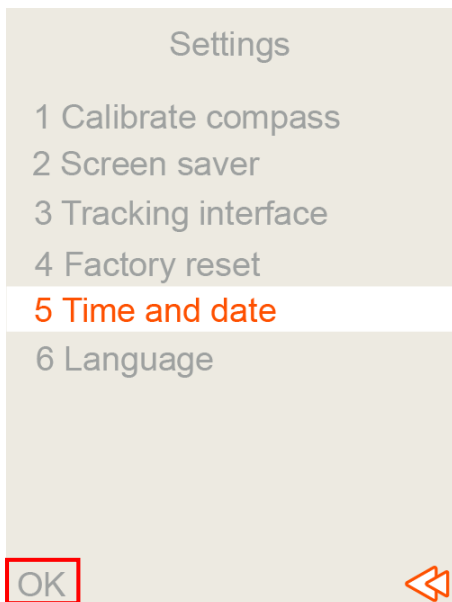 Settings
1 Calibrate compass
2 Screen saver
3 Tracking interface
4 Factory reset
5 Time and date
6 Language
OK